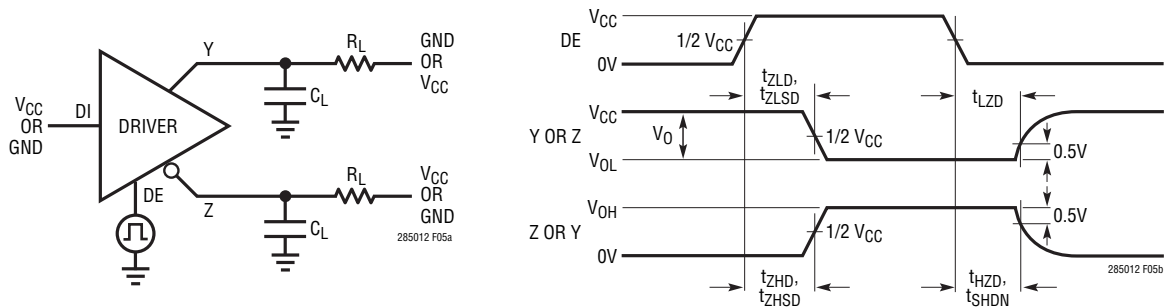 Y
R_L
GND
OR
V_CC
C_L
V_CC
OR
GND
DI
DRIVER
DE
Z
R_L
V_CC
OR
GND
C_L
285012 F05a
DE
V_CC
1/2 V_CC
0V
t_ZLD,
t_ZLSD
t_LZD
Y OR Z
V_CC
V_O
1/2 V_CC
V_OL
0.5V
Z OR Y
V_OH
0.5V
1/2 V_CC
0V
t_ZHD,
t_ZHSD
t_HZD,
t_SHDN
285012 F05b